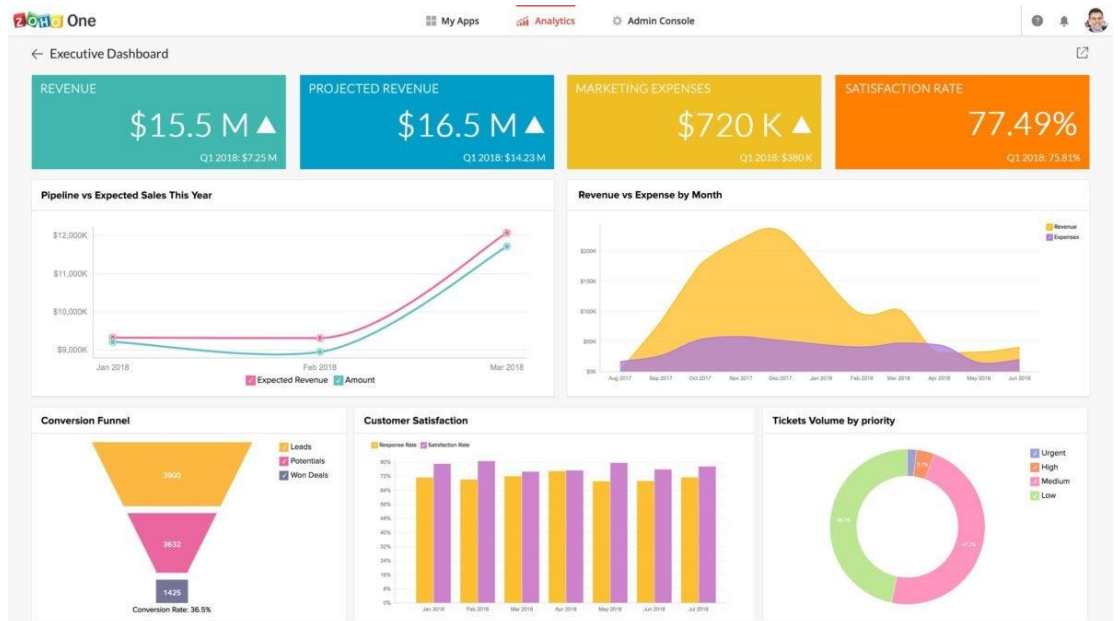 ZOHO One
My Apps
Analytics
Admin Console
Executive Dashboard
REVENUE
$15.5 M
Q1 2018: $7.25 M
PROJECTED REVENUE
$16.5 M
Q1 2018: $14.23 M
MARKETING EXPENSES
$720 K
Q1 2018: $380 K
SATISFACTION RATE
77.49%
Q1 2018: 75.81%
Pipeline vs Expected Sales This Year
$12,000K
$11,000K
$10,000K
$9,000K
Jan 2018 Feb 2018 Mar 2018
Expected Revenue Amount
Revenue vs Expense by Month
Revenue
Expenses
$200K
$150K
$100K
$50K
$0K
Aug 2017 Sep 2017 Oct 2017 Nov 2017 Dec 2017 Jan 2018 Feb 2018 Mar 2018 Apr 2018 May 2018 Jun 2018
Conversion Funnel
Leads
Potentials
Won Deals
3900
3632
1425
Conversion Rate: 36.5%
Customer Satisfaction
Response Rate Satisfaction Rate
80%
72%
64%
56%
48%
40%
32%
24%
16%
8%
0%
Jan 2018 Feb 2018 Mar 2018 Apr 2018 May 2018 Jun 2018 Jul 2018
Tickets Volume by priority
Urgent
High
Medium
Low
5.7%